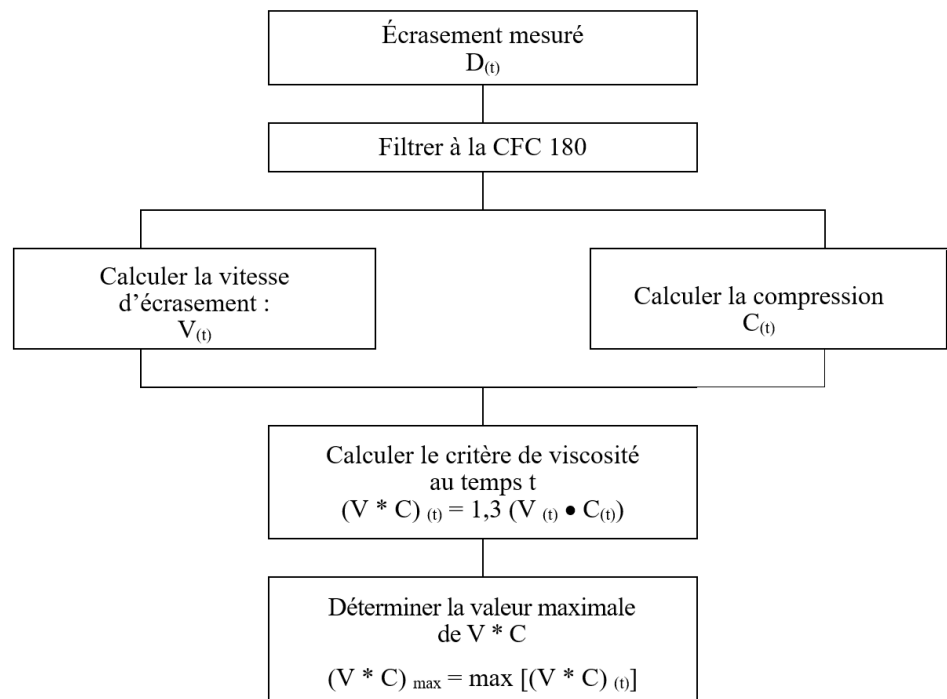 Écrasement mesuré
D(t)
Filtrer à la CFC 180
Calculer la vitesse
d’écrasement :
V(t)
Calculer la compression
C(t)
Calculer le critère de viscosité
au temps t
(V * C) (t) = 1,3 (V (t) • C(t))
Déterminer la valeur maximale
de V * C
(V * C) max = max [(V * C) (t)]